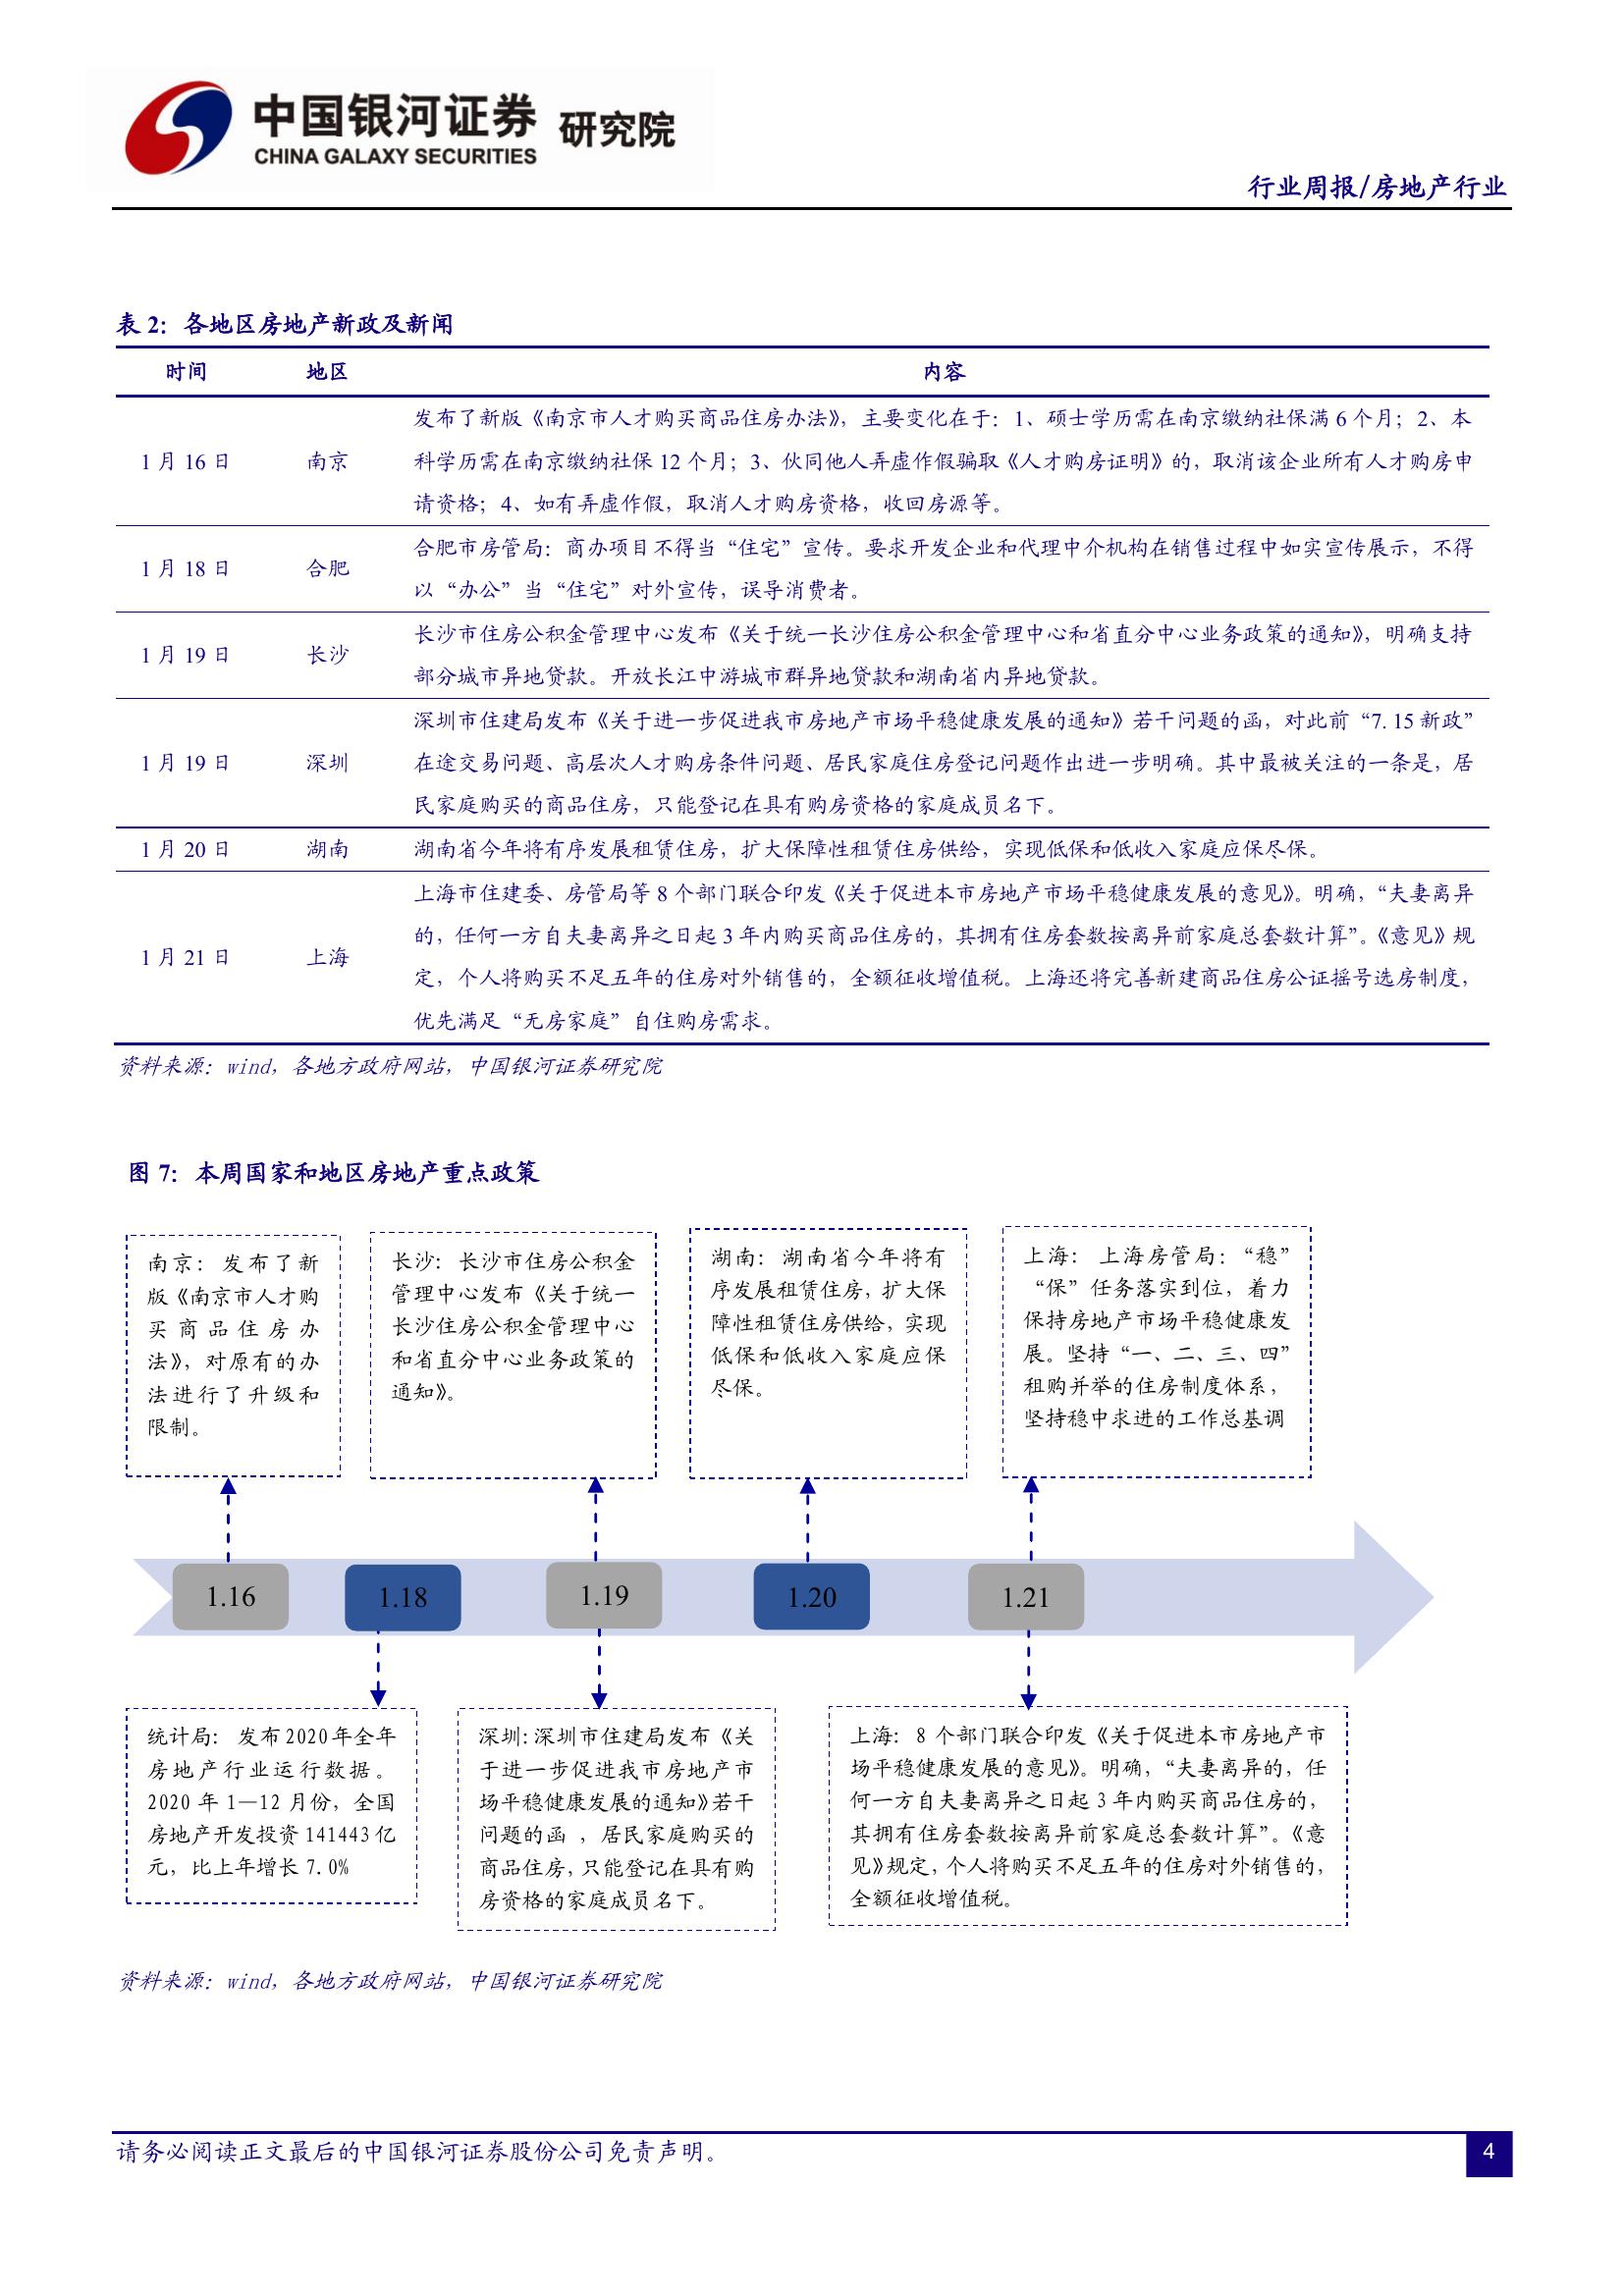 中国银河证券 研究院
CHINA GALAXY SECURITIES
行业周报/房地产行业
表 2：各地区房地产新政及新闻
时间 地区 内容
发布了新版《南京市人才购买商品住房办法》，主要变化在于：1、硕士学历需在南京缴纳社保满 6 个月；2、本
1 月 16 日 南京 科学历需在南京缴纳社保 12 个月；3、伙同他人弄虚作假骗取《人才购房证明》的，取消该企业所有人才购房申
请资格；4、如有弄虚作假，取消人才购房资格，收回房源等。
合肥市房管局：商办项目不得当“住宅”宣传。要求开发企业和代理中介机构在销售过程中如实宣传展示，不得
1 月 18 日 合肥
以“办公”当“住宅”对外宣传，误导消费者。
长沙市住房公积金管理中心发布《关于统一长沙住房公积金管理中心和省直分中心业务政策的通知》，明确支持
1 月 19 日 长沙
部分城市异地贷款。开放长江中游城市群异地贷款和湖南省内异地贷款。
深圳市住建局发布《关于进一步促进我市房地产市场平稳健康发展的通知》若干问题的函，对此前“7.15 新政”
1 月 19 日 深圳 在途交易问题、高层次人才购房条件问题、居民家庭住房登记问题作出进一步明确。其中最被关注的一条是，居
民家庭购买的商品住房，只能登记在具有购房资格的家庭成员名下。
1 月 20 日 湖南 湖南省今年将有序发展租赁住房，扩大保障性租赁住房供给，实现低保和低收入家庭应保尽保。
上海市住建委、房管局等 8 个部门联合印发《关于促进本市房地产市场平稳健康发展的意见》。明确，“夫妻离异
的，任何一方自夫妻离异之日起 3 年内购买商品住房的，其拥有住房套数按离异前家庭总套数计算”。《意见》规
1 月 21 日 上海
定，个人将购买不足五年的住房对外销售的，全额征收增值税。上海还将完善新建商品住房公证摇号选房制度，
优先满足“无房家庭”自住购房需求。
资料来源：wind，各地方政府网站，中国银河证券研究院
图 7：本周国家和地区房地产重点政策
南京：发布了新
版《南京市人才购
买商品住房办
法》，对原有的办
法进行了升级和
限制。
长沙：长沙市住房公积金
管理中心发布《关于统一
长沙住房公积金管理中心
和省直分中心业务政策的
通知》。
湖南：湖南省今年将有
序发展租赁住房，扩大保
障性租赁住房供给，实现
低保和低收入家庭应保
尽保。
上海： 上海房管局：“稳”
“保”任务落实到位，着力
保持房地产市场平稳健康发
展。坚持“一、二、三、四”
租购并举的住房制度体系，
坚持稳中求进的工作总基调
1.16 1.18 1.19 1.20 1.21
统计局： 发布 2020 年全年
房地产行业运行数据。
2020 年 1—12 月份，全国
房地产开发投资 141443 亿
元，比上年增长 7.0%
深圳：深圳市住建局发布《关
于进一步促进我市房地产市
场平稳健康发展的通知》若干
问题的函 ，居民家庭购买的
商品住房，只能登记在具有购
房资格的家庭成员名下。
上海：8 个部门联合印发《关于促进本市房地产市
场平稳健康发展的意见》。明确，“夫妻离异的，任
何一方自夫妻离异之日起 3 年内购买商品住房的，
其拥有住房套数按离异前家庭总套数计算”。《意
见》规定，个人将购买不足五年的住房对外销售的，
全额征收增值税。
资料来源：wind，各地方政府网站，中国银河证券研究院
请务必阅读正文最后的中国银河证券股份公司免责声明。
4